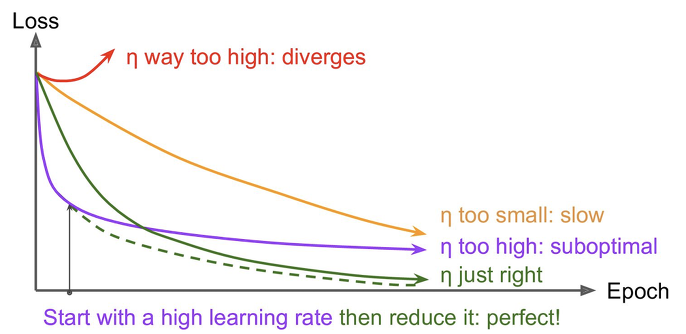 Loss
η way too high: diverges
η too small: slow
η too high: suboptimal
η just right
Epoch
Start with a high learning rate then reduce it: perfect!